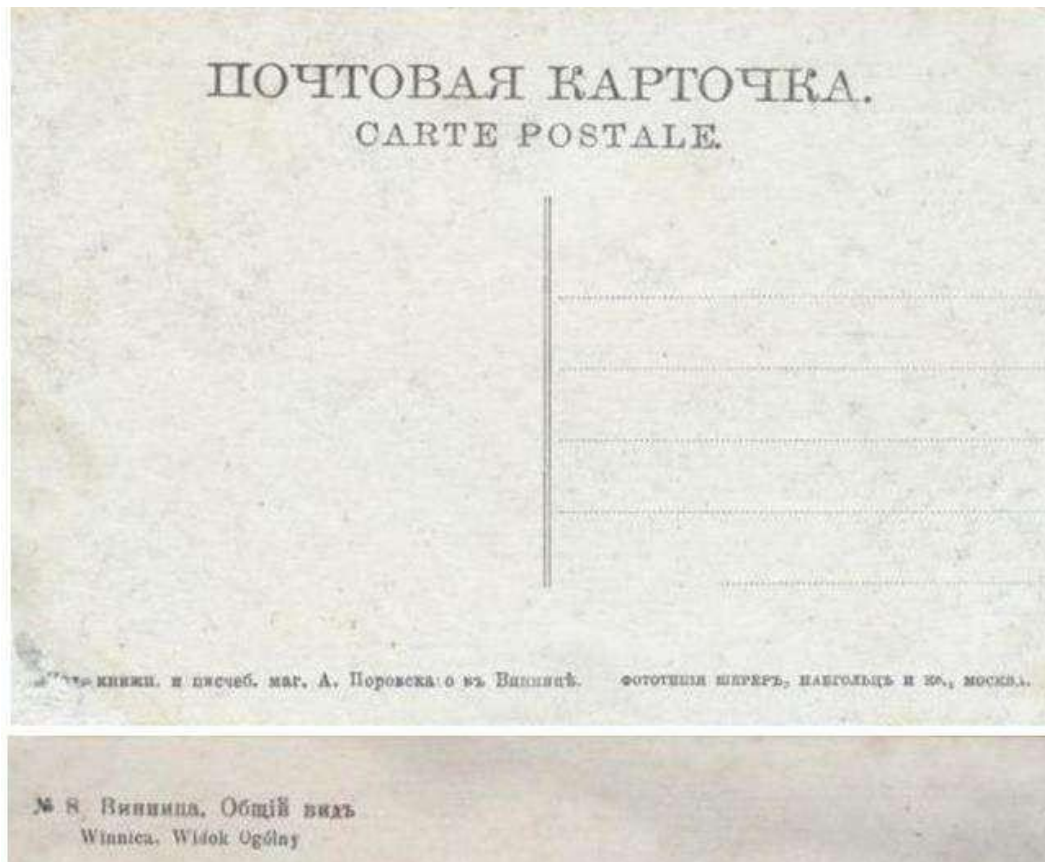 ПОЧТОВАЯ КАРТОЧКА.
CARTE POSTALE.
книжн. и писчеб. маг. А. Поровска о въ Винницѣ. ФОТОТИПІЯ ШЕРЕРЪ, НАБГОЛЬЦЪ И КО., МОСКВА.
№ 8 Винница. Общій видъ
Winnica. Widok Ogólny